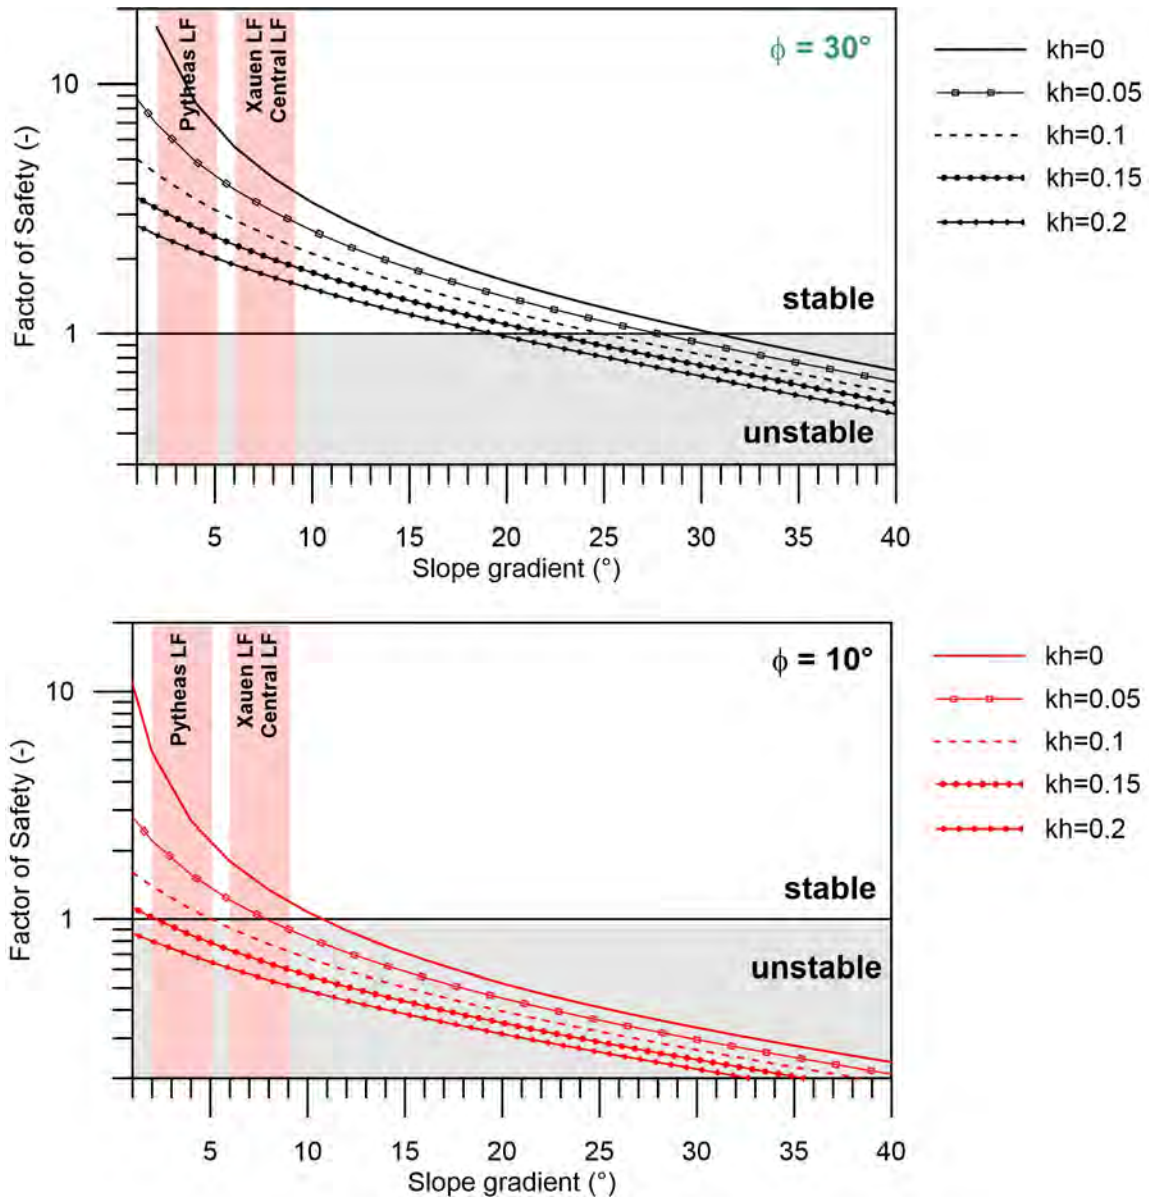 Pytheas LF
Xauen LF
Central LF
ϕ = 30°
kh=0
kh=0.05
kh=0.1
kh=0.15
kh=0.2
10
1
Factor of Safety (-)
stable
unstable
5 10 15 20 25 30 35 40
Slope gradient (°)
Pytheas LF
Xauen LF
Central LF
ϕ = 10°
kh=0
kh=0.05
kh=0.1
kh=0.15
kh=0.2
10
1
Factor of Safety (-)
stable
unstable
5 10 15 20 25 30 35 40
Slope gradient (°)